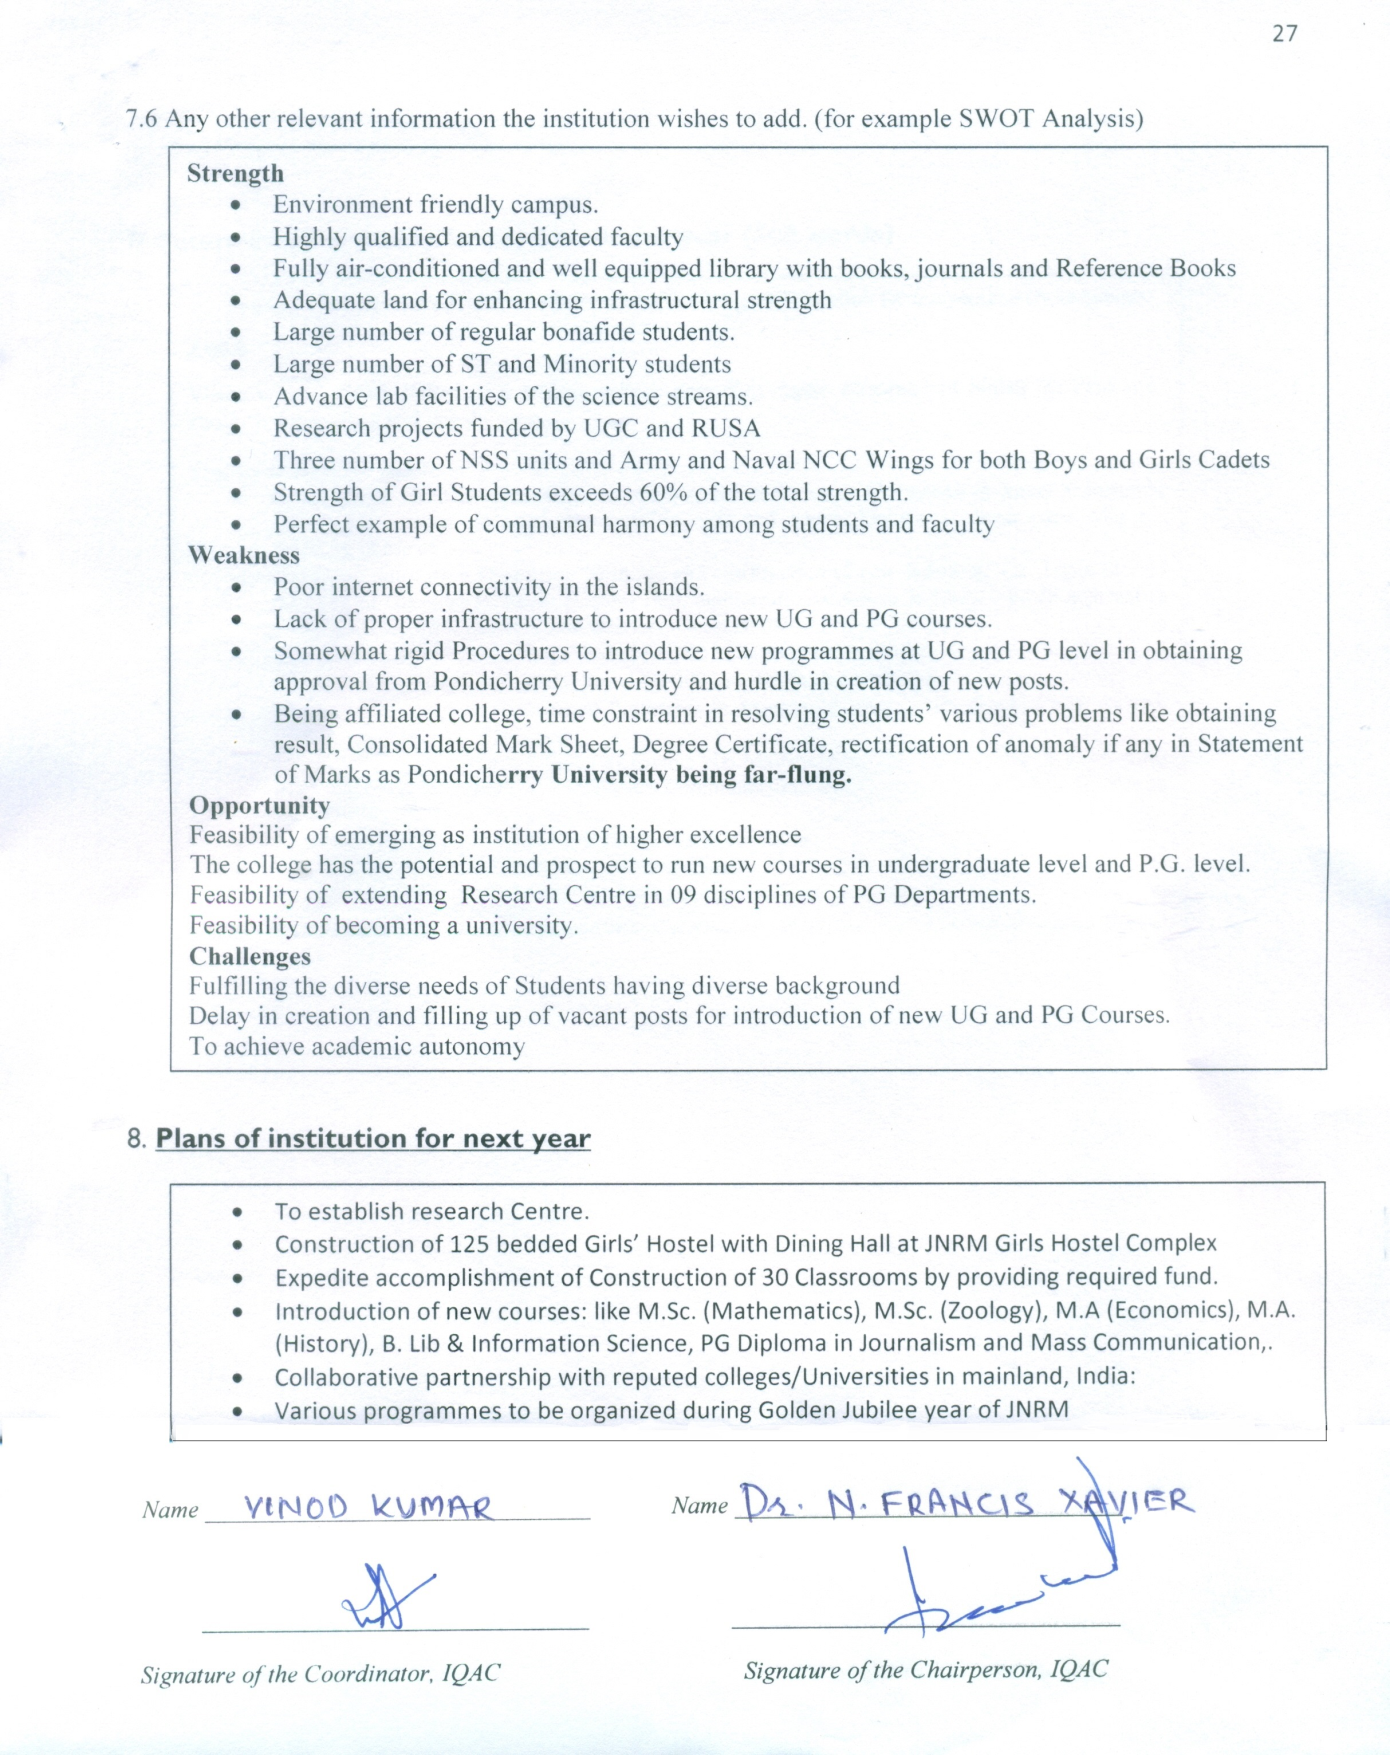 27
7.6 Any other relevant information the institution wishes to add. (for example SWOT Analysis)
Strength
• Environment friendly campus.
• Highly qualified and dedicated faculty
• Fully air-conditioned and well equipped library with books, journals and Reference Books
• Adequate land for enhancing infrastructural strength
• Large number of regular bonafide students.
• Large number of ST and Minority students
• Advance lab facilities of the science streams.
• Research projects funded by UGC and RUSA
• Three number of NSS units and Army and Naval NCC Wings for both Boys and Girls Cadets
• Strength of Girl Students exceeds 60% of the total strength.
• Perfect example of communal harmony among students and faculty
Weakness
• Poor internet connectivity in the islands.
• Lack of proper infrastructure to introduce new UG and PG courses.
• Somewhat rigid Procedures to introduce new programmes at UG and PG level in obtaining
approval from Pondicherry University and hurdle in creation of new posts.
• Being affiliated college, time constraint in resolving students’ various problems like obtaining
result, Consolidated Mark Sheet, Degree Certificate, rectification of anomaly if any in Statement
of Marks as Pondicherry University being far-flung.
Opportunity
Feasibility of emerging as institution of higher excellence
The college has the potential and prospect to run new courses in undergraduate level and P.G. level.
Feasibility of extending Research Centre in 09 disciplines of PG Departments.
Feasibility of becoming a university.
Challenges
Fulfilling the diverse needs of Students having diverse background
Delay in creation and filling up of vacant posts for introduction of new UG and PG Courses.
To achieve academic autonomy
8. Plans of institution for next year
• To establish research Centre.
• Construction of 125 bedded Girls’ Hostel with Dining Hall at JNRM Girls Hostel Complex
• Expedite accomplishment of Construction of 30 Classrooms by providing required fund.
• Introduction of new courses: like M.Sc. (Mathematics), M.Sc. (Zoology), M.A (Economics), M.A.
(History), B. Lib & Information Science, PG Diploma in Journalism and Mass Communication,.
• Collaborative partnership with reputed colleges/Universities in mainland, India:
• Various programmes to be organized during Golden Jubilee year of JNRM
Name VINOD KUMAR
Name Dr. N. FRANCIS XAVIER
Signature of the Coordinator, IQAC
Signature of the Chairperson, IQAC